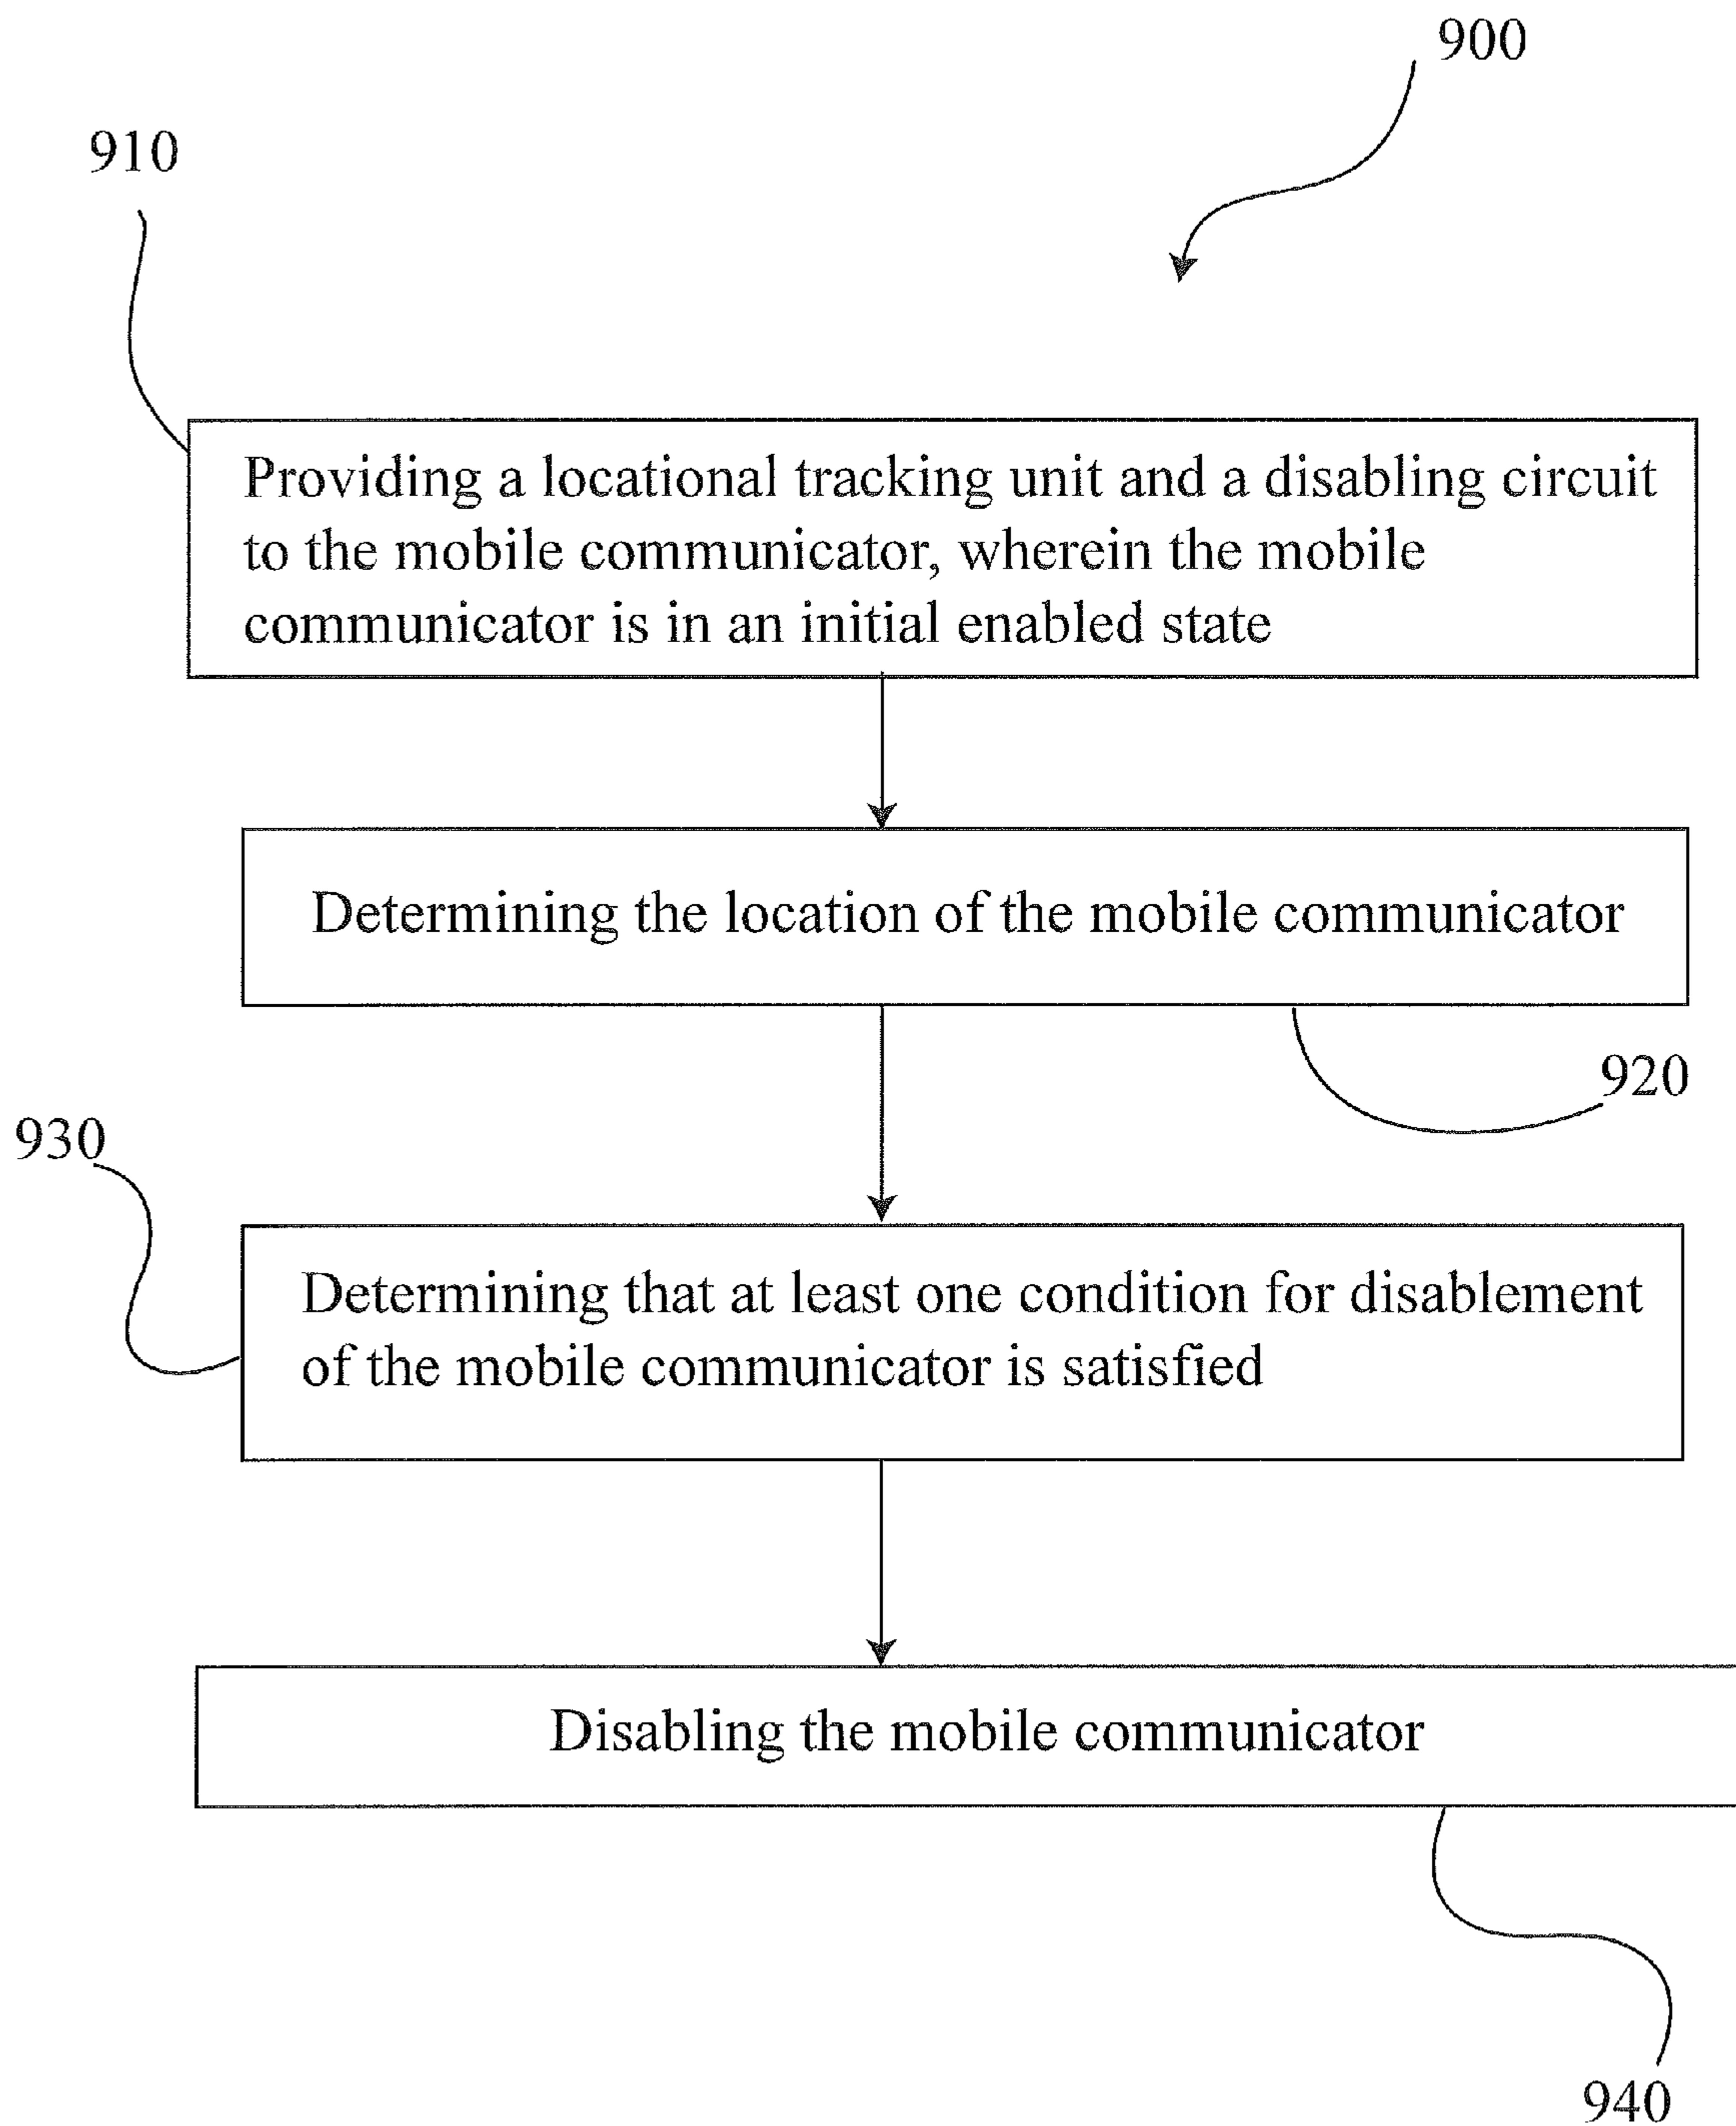 900
910
Providing a locational tracking unit and a disabling circuit
to the mobile communicator, wherein the mobile
communicator is in an initial enabled state
Determining the location of the mobile communicator
920
930
Determining that at least one condition for disablement
of the mobile communicator is satisfied
Disabling the mobile communicator
940